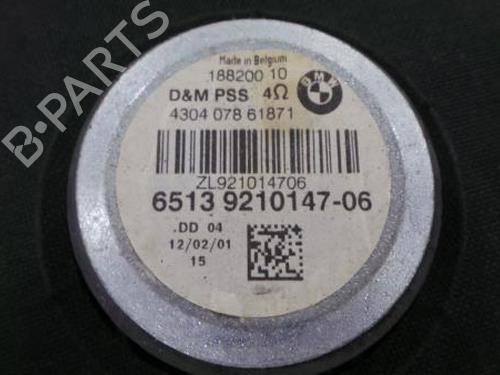 Made in Belgium
188200 10
D&M PSS 4Ω
BMW
4304 078 61871
ZL921014706
6513 9210147-06
.DD 04
12/02/01
15
B-PARTS